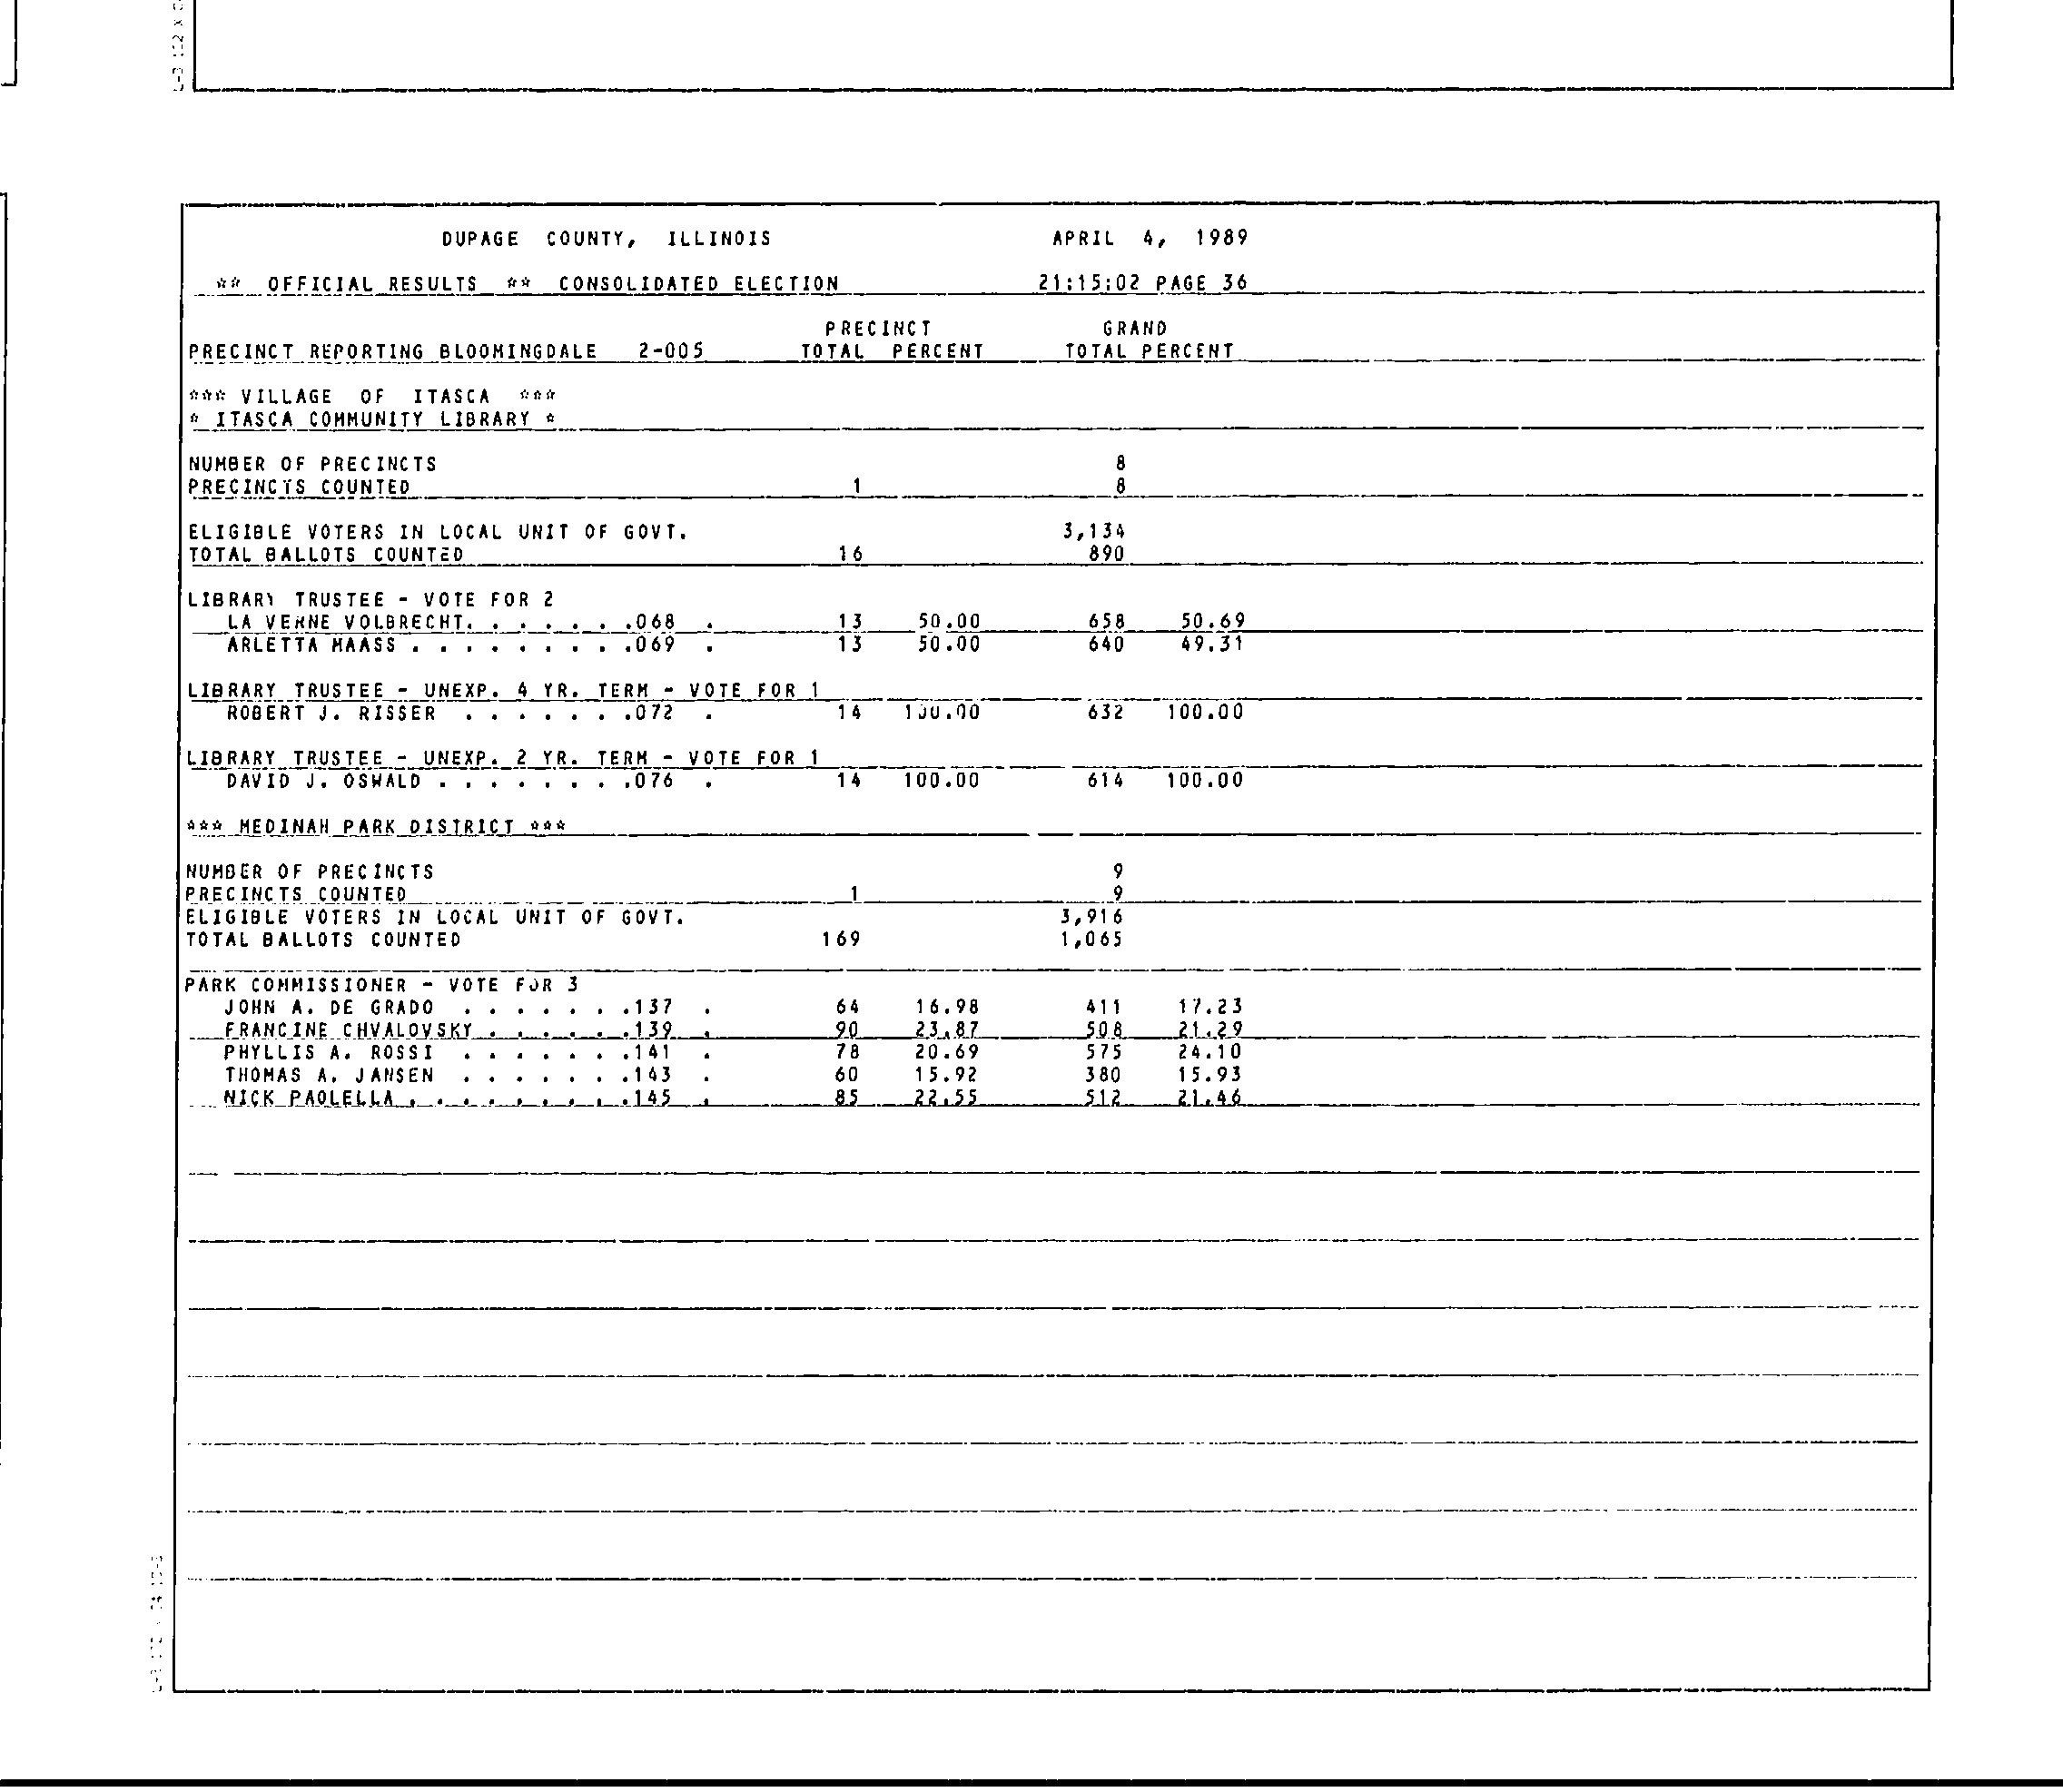 DUPAGE COUNTY, ILLINOIS APRIL 4, 1989
** OFFICIAL RESULTS ** CONSOLIDATED ELECTION 21:15:02 PAGE 36
PRECINCT GRAND
PRECINCT REPORTING BLOOMINGDALE 2-005 TOTAL PERCENT TOTAL PERCENT
*** VILLAGE OF ITASCA ***
* ITASCA COMMUNITY LIBRARY *
NUMBER OF PRECINCTS 8
PRECINCTS COUNTED 1 8
ELIGIBLE VOTERS IN LOCAL UNIT OF GOVT. 3,134
TOTAL BALLOTS COUNTED 16 890
LIBRARY TRUSTEE - VOTE FOR 2
LA VERNE VOLBRECHT. . . . . . .068 . 13 50.00 658 50.69
ARLETTA MAASS . . . . . . . . .069 . 13 50.00 640 49.31
LIBRARY TRUSTEE - UNEXP. 4 YR. TERM - VOTE FOR 1
ROBERT J. RISSER . . . . . . .072 . 14 100.00 632 100.00
LIBRARY TRUSTEE - UNEXP. 2 YR. TERM - VOTE FOR 1
DAVID J. OSWALD . . . . . . . .076 . 14 100.00 614 100.00
*** MEDINAH PARK DISTRICT ***
NUMBER OF PRECINCTS 9
PRECINCTS COUNTED 1 9
ELIGIBLE VOTERS IN LOCAL UNIT OF GOVT. 3,916
TOTAL BALLOTS COUNTED 169 1,065
PARK COMMISSIONER - VOTE FOR 3
JOHN A. DE GRADO . . . . . . .137 . 64 16.98 411 17.23
FRANCINE CHVALOVSKY . . . . . .139 . 90 23.87 508 21.29
PHYLLIS A. ROSSI . . . . . . .141 . 78 20.69 575 24.10
THOMAS A. JANSEN . . . . . . .143 . 60 15.92 380 15.93
NICK PAOLELLA . . . . . . . . .145 . 85 22.55 512 21.46